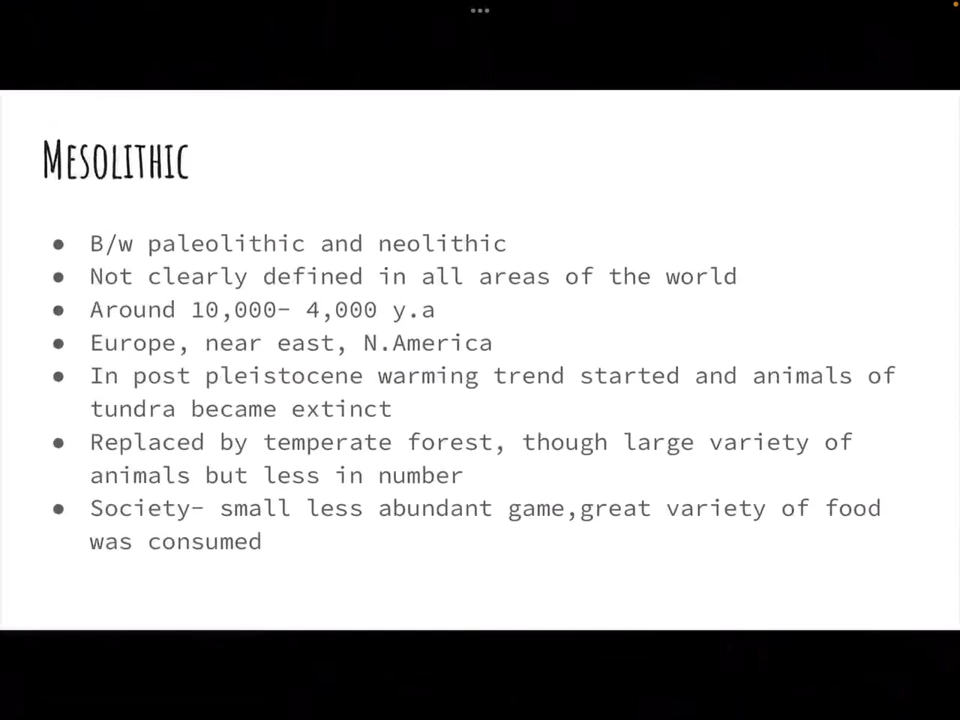 Mesolithic
● B/w paleolithic and neolithic
● Not clearly defined in all areas of the world
● Around 10,000- 4,000 y.a
● Europe, near east, N.America
● In post pleistocene warming trend started and animals of
tundra became extinct
● Replaced by temperate forest, though large variety of
animals but less in number
● Society- small less abundant game,great variety of food
was consumed